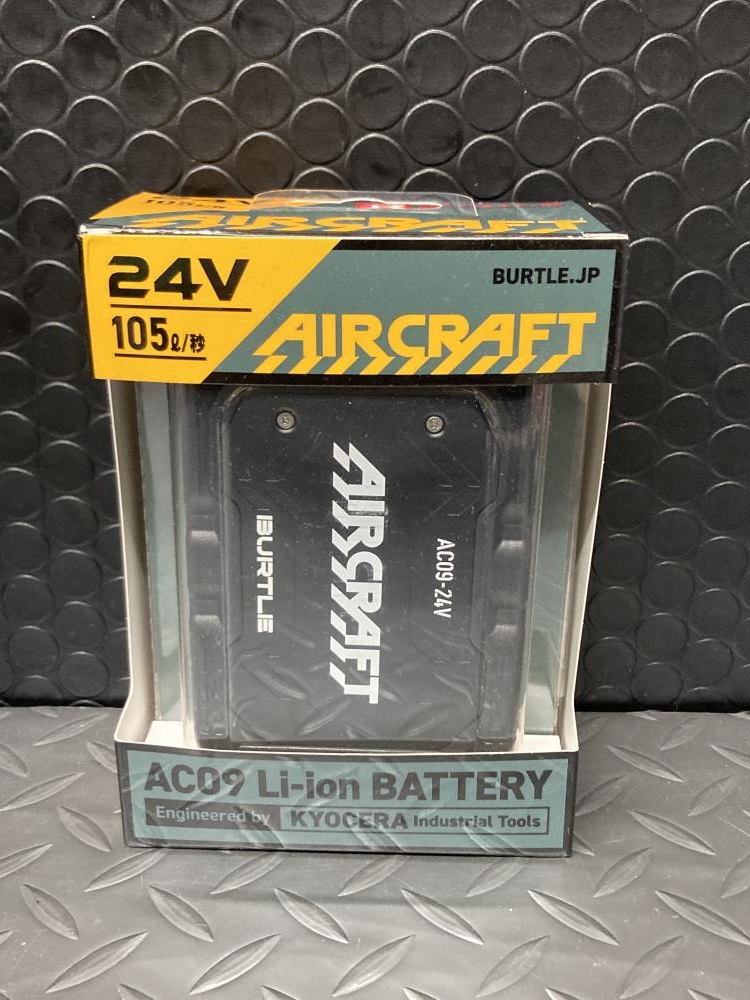 AIRCRAFT
24V
BURTLE.JP
105ℓ/秒
AIRCRAFT
BURTLE
AIRCRAFT
AC09-24V
AC09 Li-ion BATTERY
Engineered by KYOCERA Industrial Tools